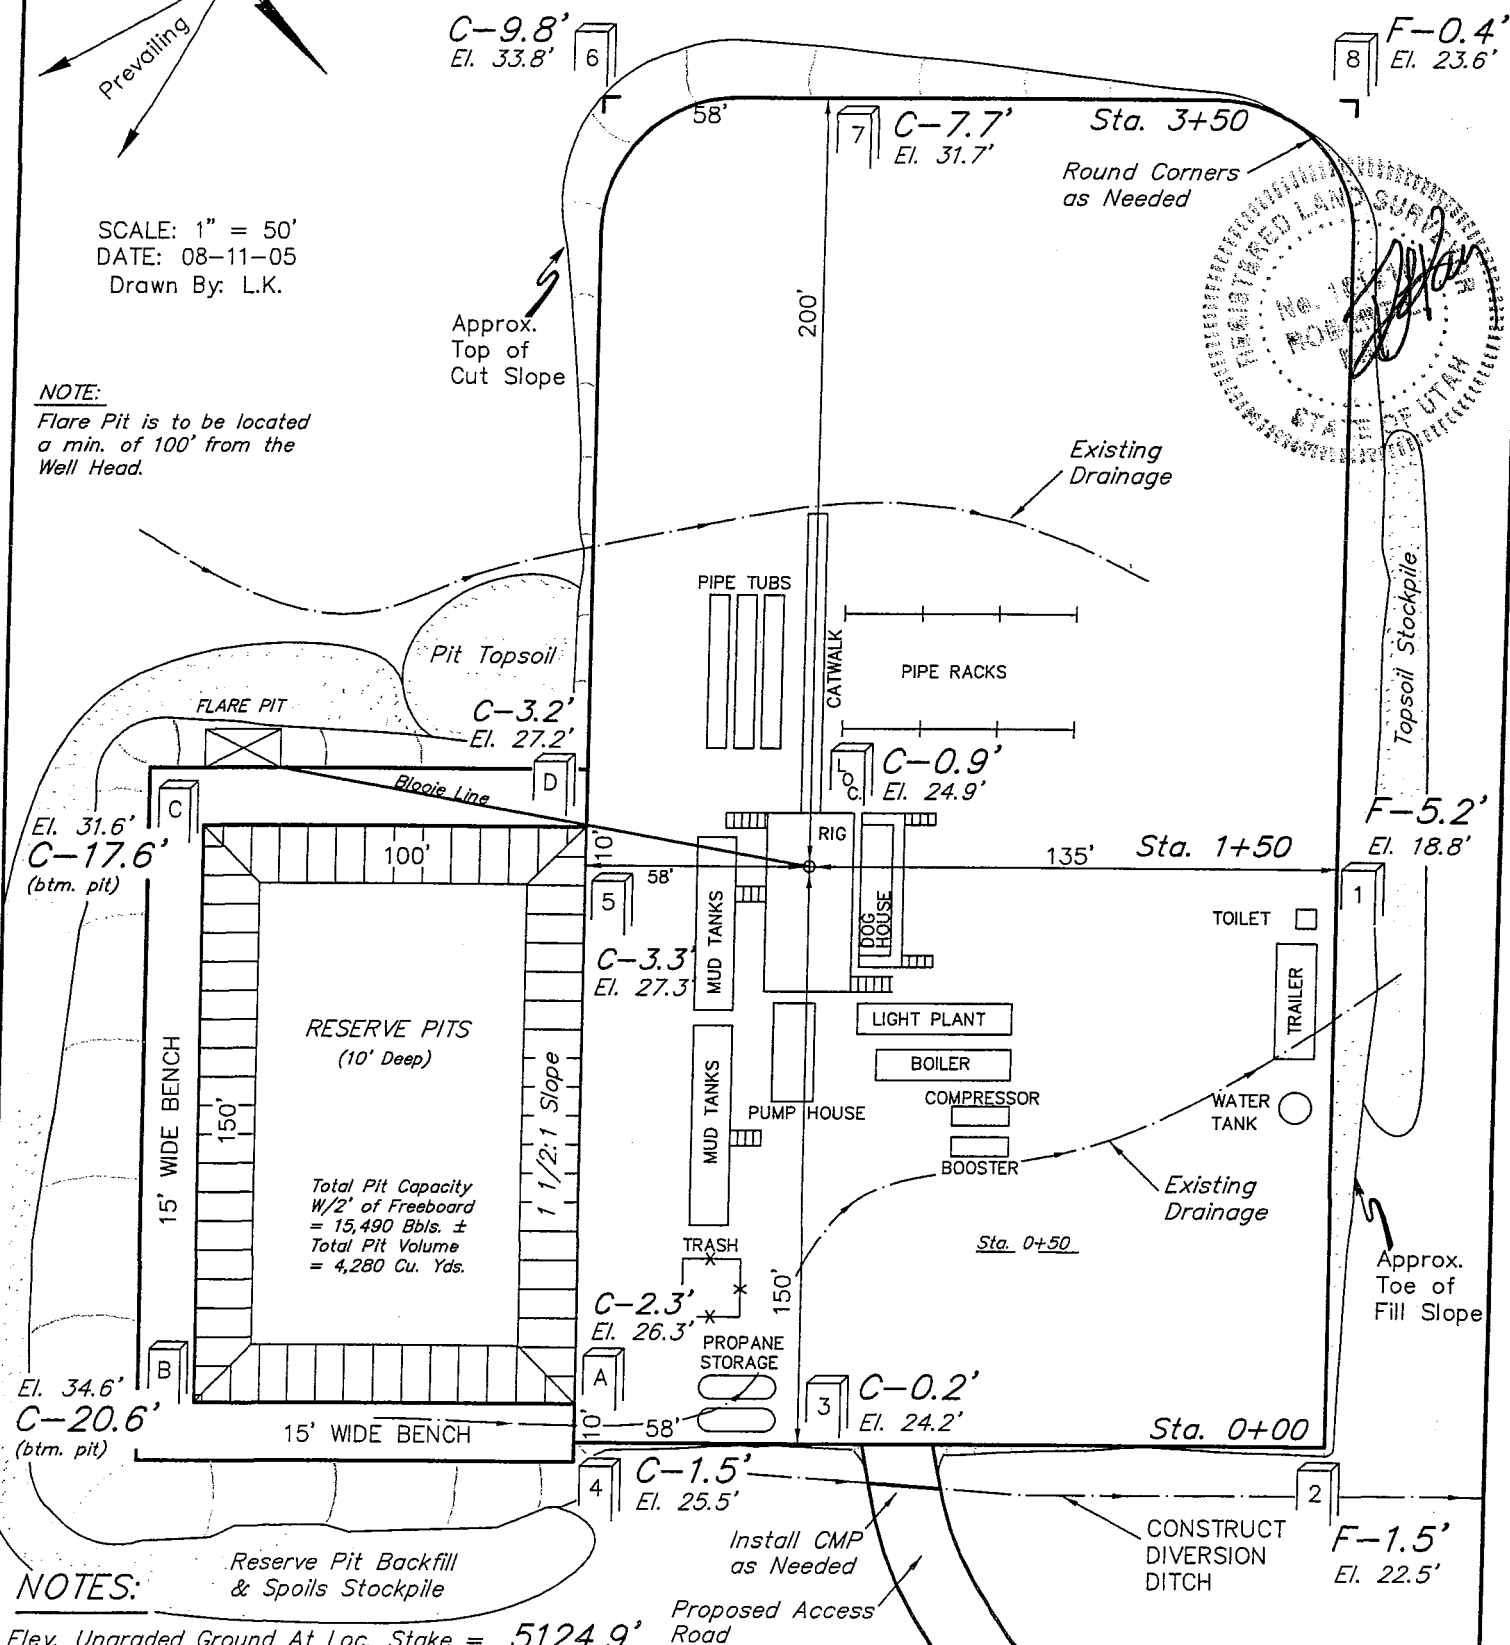 C-9.8'
El. 33.8'
6
F-0.4'
El. 23.6'
8
Prevailing
58'
7
C-7.7'
El. 31.7'
Sta. 3+50
Round Corners
as Needed
SCALE: 1" = 50'
DATE: 08-11-05
Drawn By: L.K.
REGISTERED LAND SURVEYOR
STATE OF UTAH
200'
Approx.
Top of
Cut Slope
NOTE:
Flare Pit is to be located
a min. of 100' from the
Well Head.
Existing
Drainage
Topsoil Stockpile
PIPE TUBS
CATWALK
PIPE RACKS
Pit Topsoil
FLARE PIT
C-3.2'
El. 27.2'
D
Blooie Line
LOC.
C-0.9'
El. 24.9'
C
El. 31.6'
C-17.6'
(btm. pit)
100'
10'
58'
RIG
135'
Sta. 1+50
F-5.2'
El. 18.8'
1
5
C-3.3'
El. 27.3'
MUD TANKS
DOG
HOUSE
TOILET
TRAILER
RESERVE PITS
(10' Deep)
LIGHT PLANT
BOILER
COMPRESSOR
BOOSTER
PUMP HOUSE
MUD TANKS
WATER
TANK
15' WIDE BENCH
150'
1 1/2:1 Slope
Total Pit Capacity
W/2' of Freeboard
= 15,490 Bbls. ±
Total Pit Volume
= 4,280 Cu. Yds.
Existing
Drainage
Sta. 0+50
TRASH
150'
Approx.
Toe of
Fill Slope
C-2.3'
El. 26.3'
PROPANE
STORAGE
A
B
El. 34.6'
C-20.6'
(btm. pit)
15' WIDE BENCH
10'
58'
3
C-0.2'
El. 24.2'
Sta. 0+00
4
C-1.5'
El. 25.5'
2
F-1.5'
El. 22.5'
Install CMP
as Needed
CONSTRUCT
DIVERSION
DITCH
Reserve Pit Backfill
& Spoils Stockpile
Proposed Access
Road
NOTES:
Elev. Ungraded Ground At Loc. Stake = 5124.9'